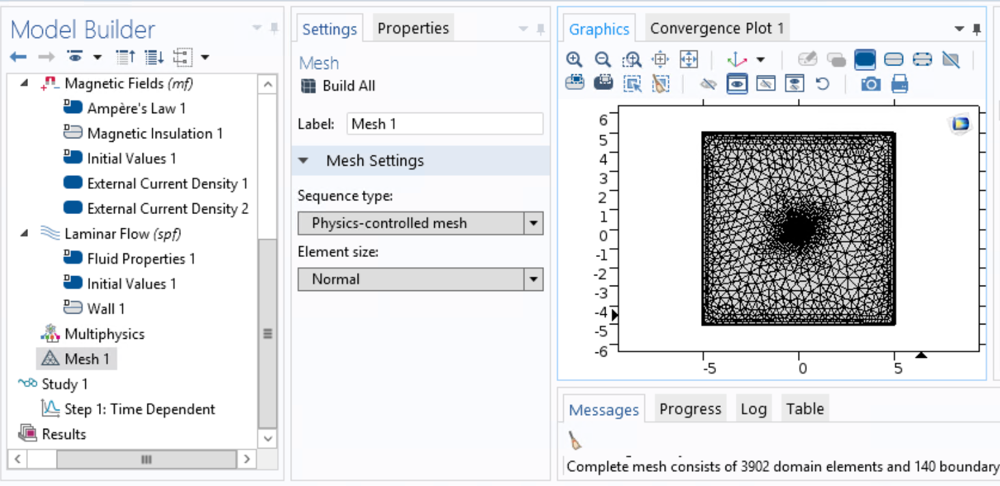 Model Builder
Magnetic Fields (mf)
Ampère's Law 1
Magnetic Insulation 1
Initial Values 1
External Current Density 1
External Current Density 2
Laminar Flow (spf)
Fluid Properties 1
Initial Values 1
Wall 1
Multiphysics
Mesh 1
Study 1
Step 1: Time Dependent
Results
Settings
Properties
Mesh
Build All
Label: Mesh 1
Mesh Settings
Sequence type:
Physics-controlled mesh
Element size:
Normal
Graphics
Convergence Plot 1
6
5
4
3
2
1
0
-1
-2
-3
-4
-5
-6
-5 0 5
Messages Progress Log Table
Complete mesh consists of 3902 domain elements and 140 boundary